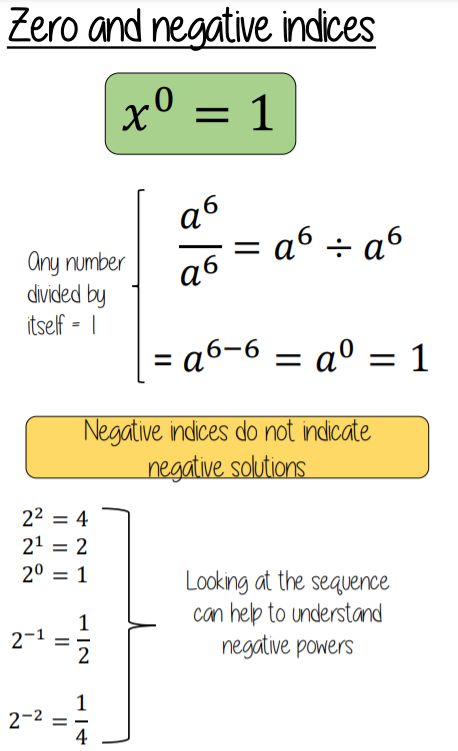 Zero and negative indices
x⁰ = 1
a⁶/a⁶ = a⁶ ÷ a⁶
Any number
divided by
itself = 1
= a⁶⁻⁶ = a⁰ = 1
Negative indices do not indicate
negative solutions
2² = 4
2¹ = 2
2⁰ = 1
2⁻¹ = 1/2
2⁻² = 1/4
Looking at the sequence
can help to understand
negative powers